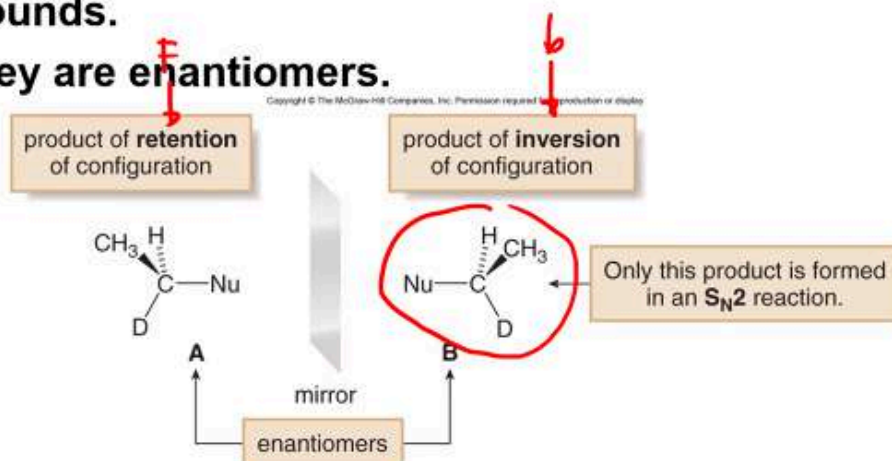 ounds.
ey are enantiomers.
Copyright © The McGraw-Hill Companies, Inc. Permission required production or display
product of retention
of configuration
product of inversion
of configuration
CH₃ H
C—Nu
D
A
H
CH₃
Nu—C
D
B
Only this product is formed
in an Sₙ2 reaction.
mirror
enantiomers